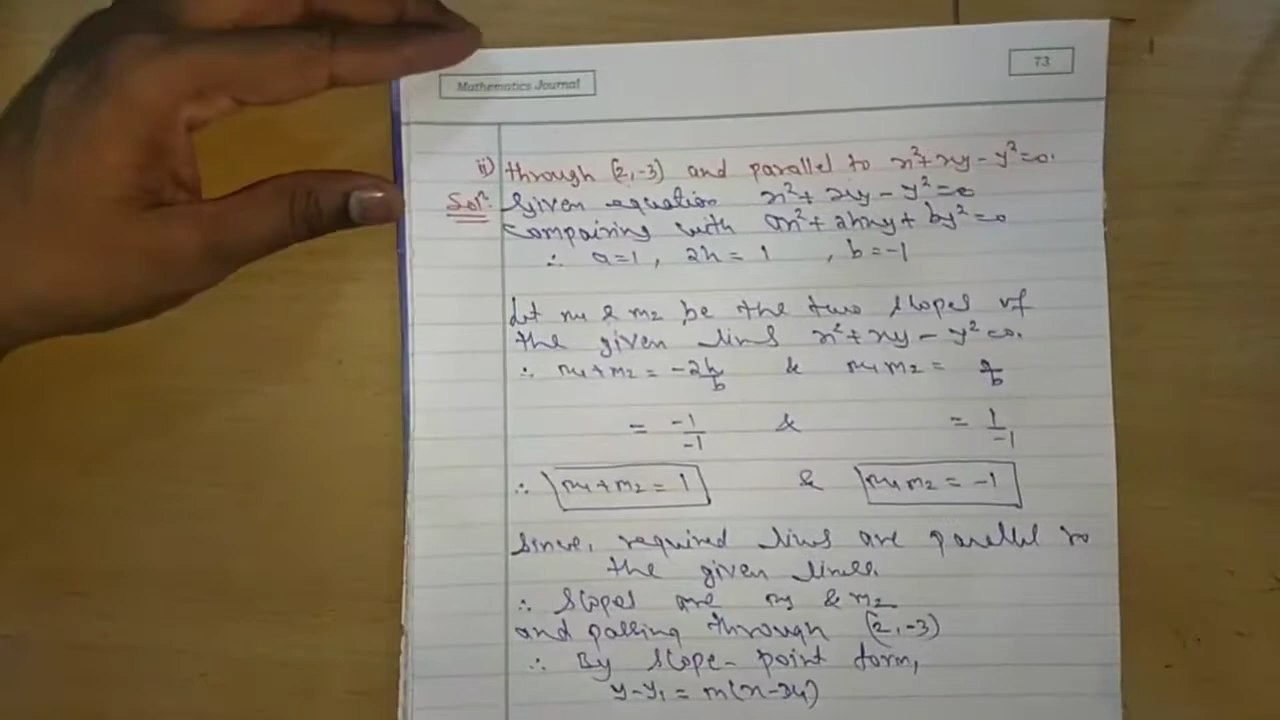 Mathematics Journal
73
ii) through (2,-3) and parallel to x²+xy-y²=0.
Solⁿ. Given equation x²+xy-y²=0
Compairing with ax²+2hxy+by²=0
∴ a=1, 2h=1, b=-1
Let m₁ & m₂ be the two slopes of
the given lines x²+xy-y²=0.
∴ m₁+m₂ = -2h/b & m₁m₂ = a/b
= -1/-1 & = 1/-1
∴ m₁+m₂ = 1 & m₁m₂ = -1
Since, required lines are parallel to
the given lines.
∴ Slopes are m₁ & m₂
and passing through (2,-3)
∴ By slope-point form,
y-y₁ = m(x-x₁)